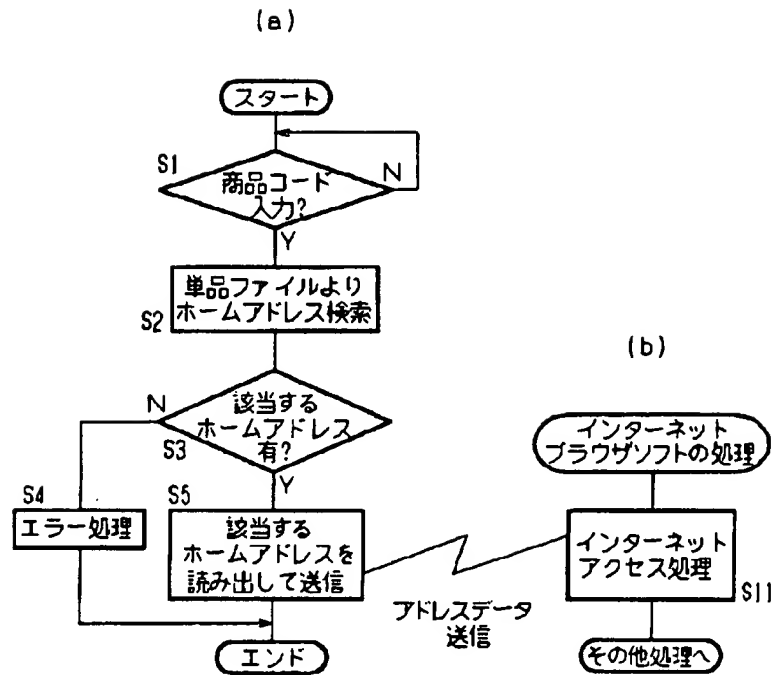 (a)
スタート
S1
N
商品コード
入力?
Y
単品ファイルより
ホームアドレス検索
S2
N
該当する
ホームアドレス
有?
S3
Y
S4
エラー処理
S5
該当する
ホームアドレスを
読み出して送信
エンド
アドレスデータ
送信
(b)
インターネット
ブラウザソフトの処理
インターネット
アクセス処理
S11
その他処理へ